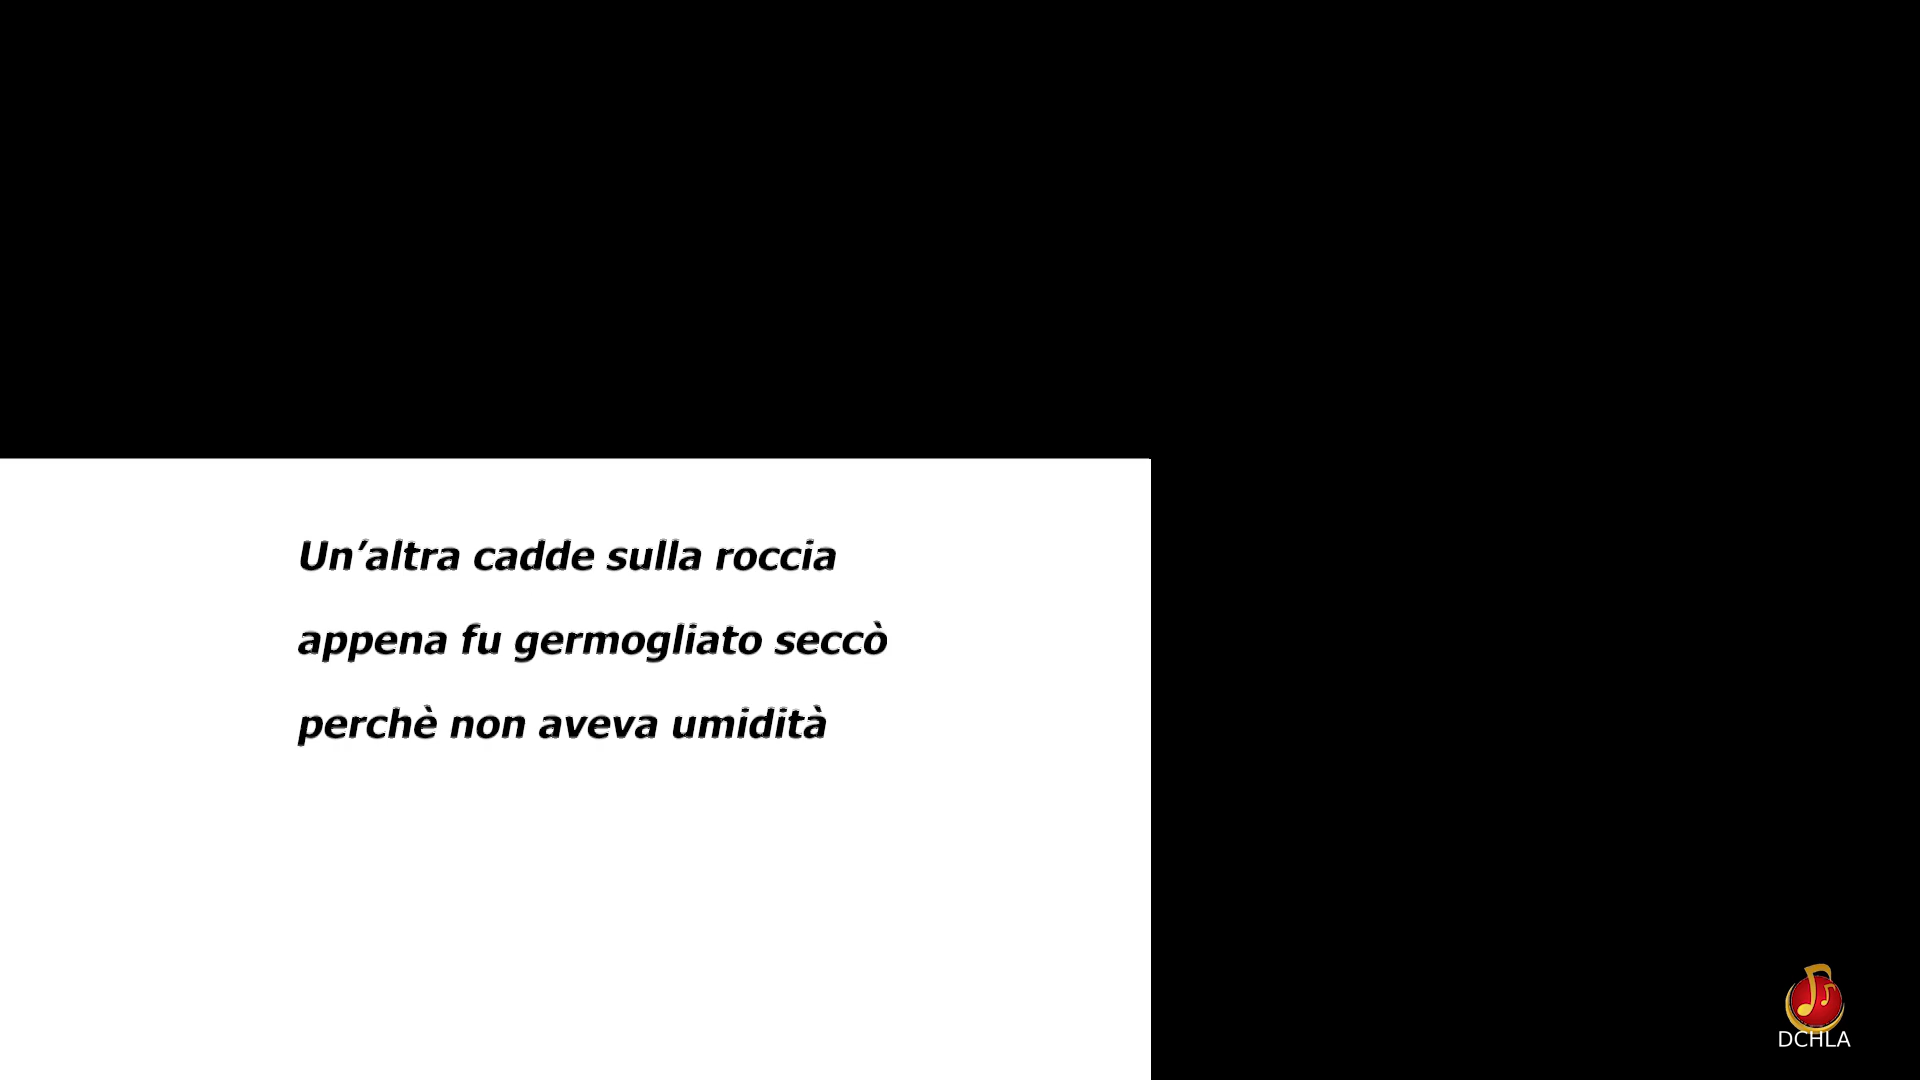 Un’altra cadde sulla roccia
appena fu germogliato seccò
perchè non aveva umidità
DCHLA